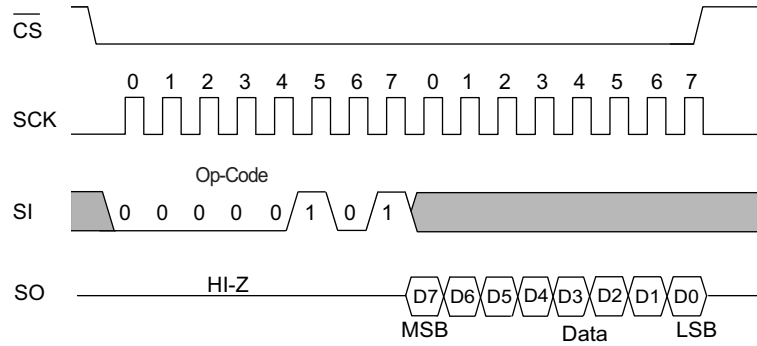 CS
0 1 2 3 4 5 6 7 0 1 2 3 4 5 6 7
SCK
Op-Code
SI 0 0 0 0 0 1 0 1
HI-Z
SO D7 D6 D5 D4 D3 D2 D1 D0
MSB Data LSB